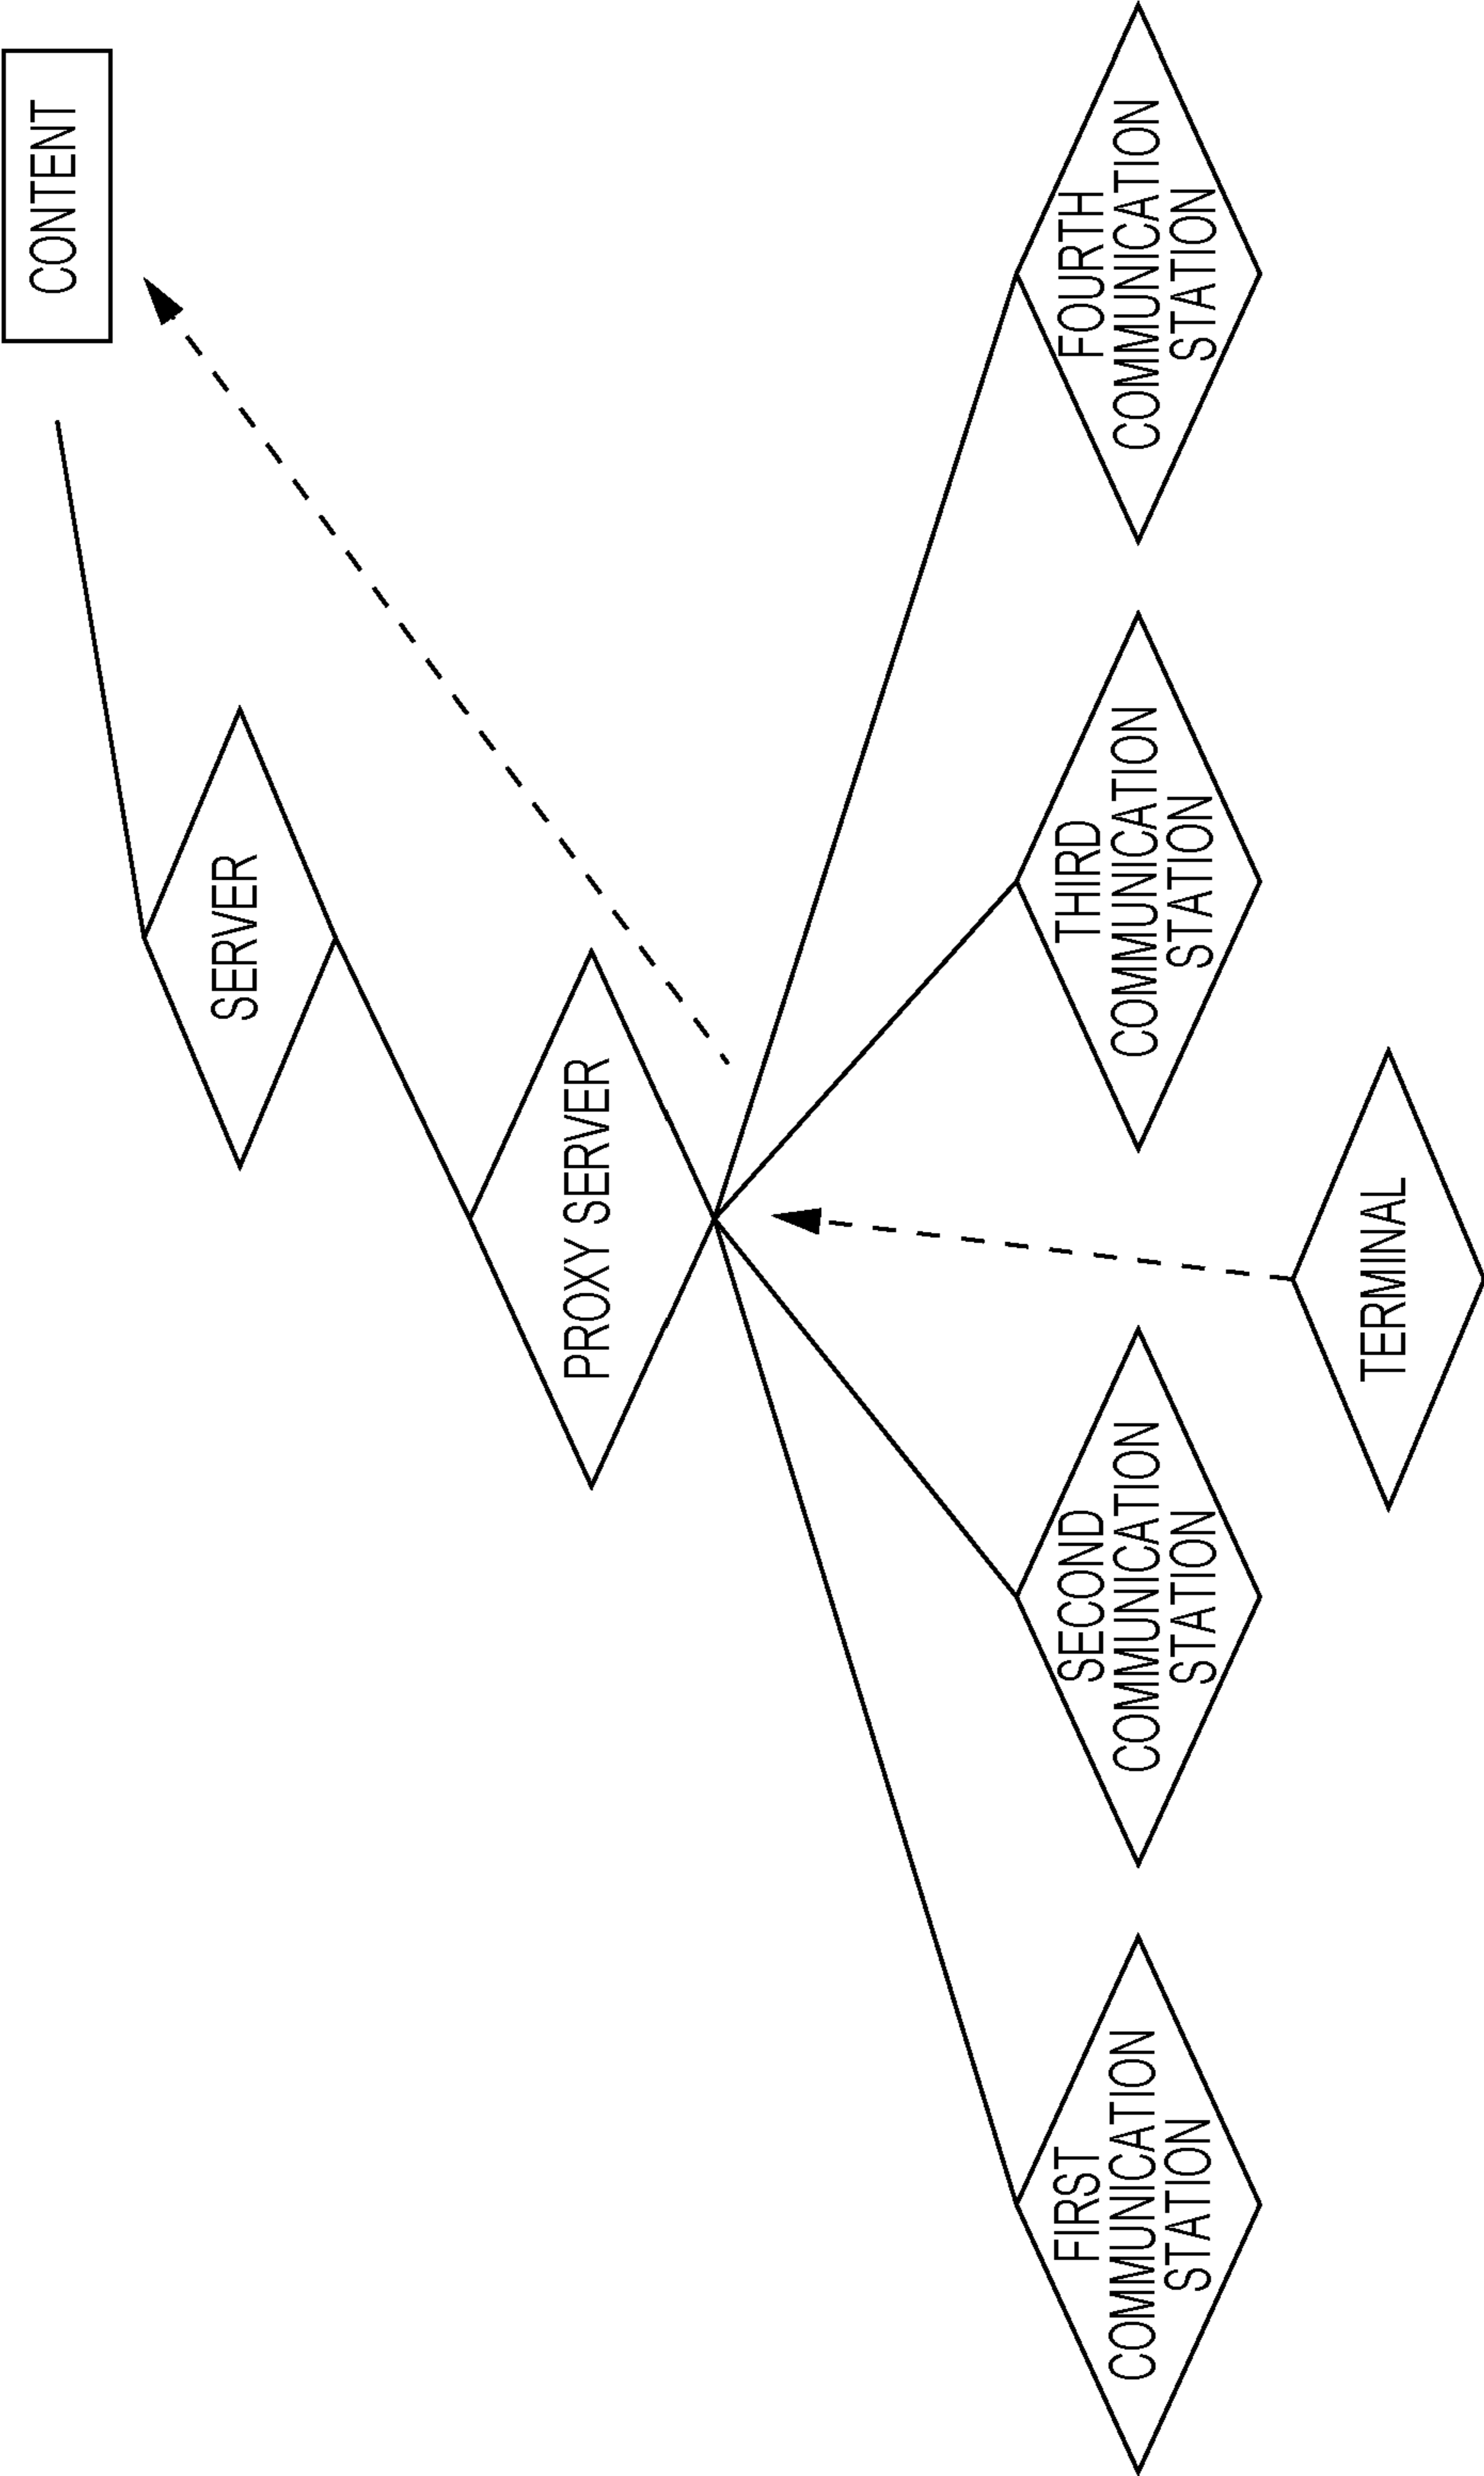 CONTENT
SERVER
PROXY SERVER
FIRST
COMMUNICATION
STATION
SECOND
COMMUNICATION
STATION
THIRD
COMMUNICATION
STATION
FOURTH
COMMUNICATION
STATION
TERMINAL